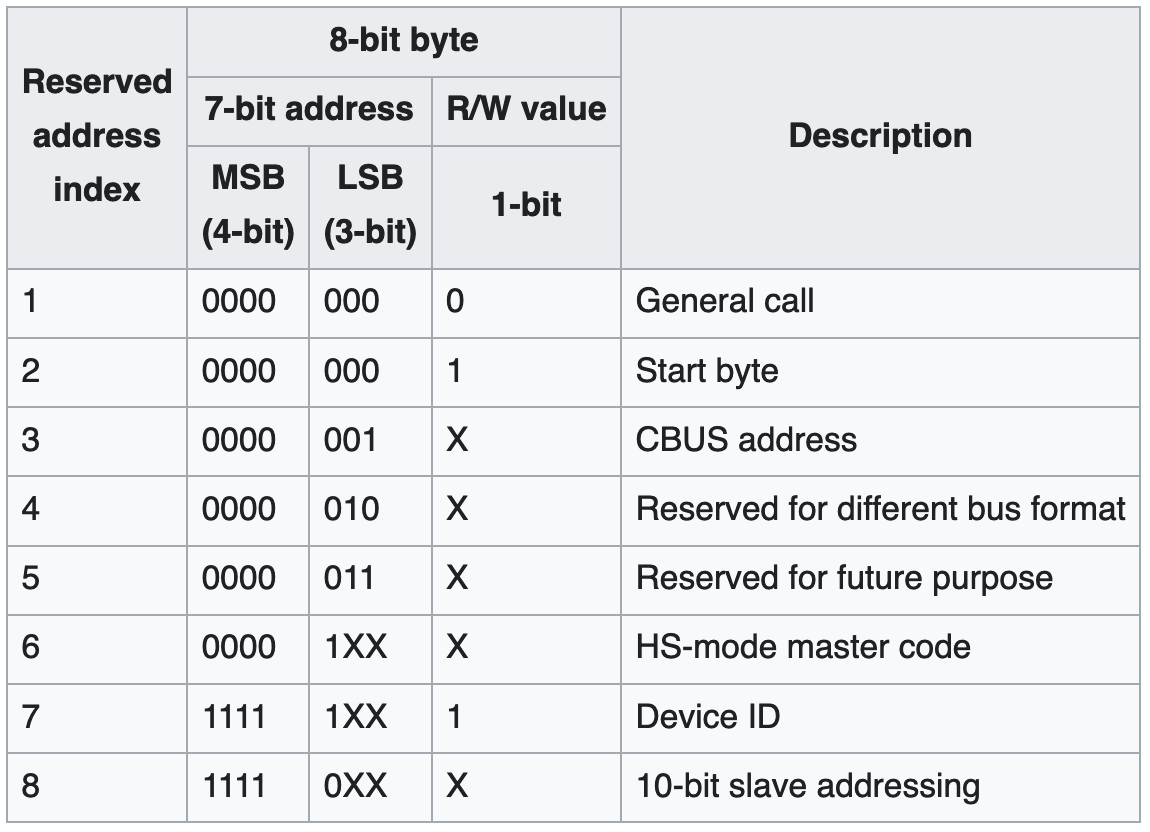 Reserved address index
8-bit byte
Description
7-bit address
R/W value
MSB (4-bit)
LSB (3-bit)
1-bit
1 0000 000 0 General call
2 0000 000 1 Start byte
3 0000 001 X CBUS address
4 0000 010 X Reserved for different bus format
5 0000 011 X Reserved for future purpose
6 0000 1XX X HS-mode master code
7 1111 1XX 1 Device ID
8 1111 0XX X 10-bit slave addressing